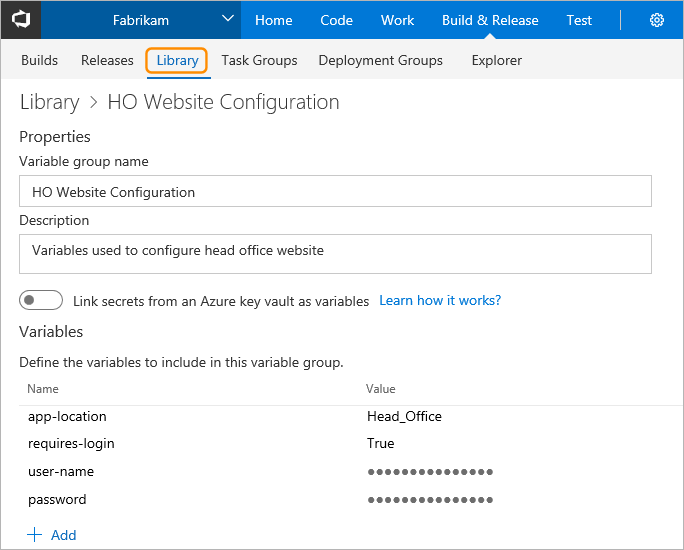 Fabrikam Home Code Work Build & Release Test
Builds Releases Library Task Groups Deployment Groups Explorer
Library > HO Website Configuration
Properties
Variable group name
HO Website Configuration
Description
Variables used to configure head office website
Link secrets from an Azure key vault as variables Learn how it works?
Variables
Define the variables to include in this variable group.
Name Value
app-location Head_Office
requires-login True
user-name ●●●●●●●●●●●●●●●
password ●●●●●●●●●●●●●●●
+ Add